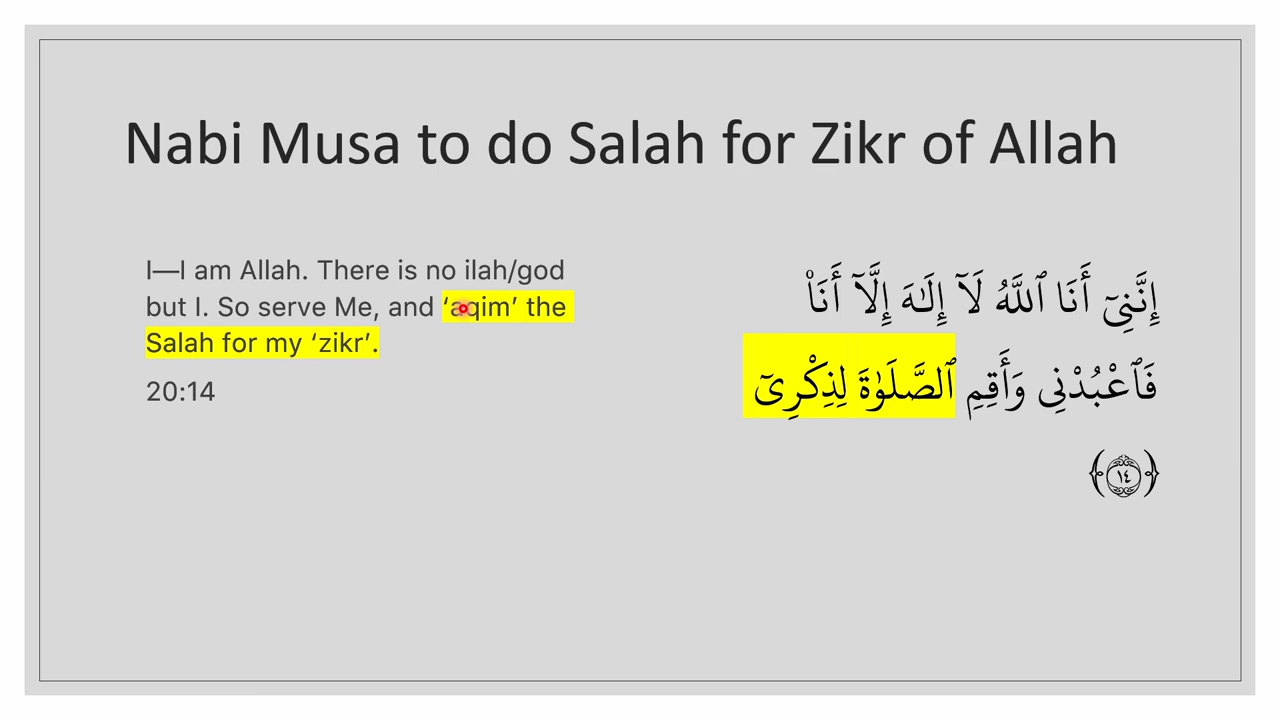 Nabi Musa to do Salah for Zikr of Allah
I—I am Allah. There is no ilah/god
but I. So serve Me, and ‘aqim’ the
Salah for my ‘zikr’.
20:14
إِنَّنِىٓ أَنَا ٱللَّهُ لَآ إِلَـٰهَ إِلَّآ أَنَا۠
فَٱعْبُدْنِى وَأَقِمِ ٱلصَّلَوٰةَ لِذِكْرِىٓ
﴿١٤﴾